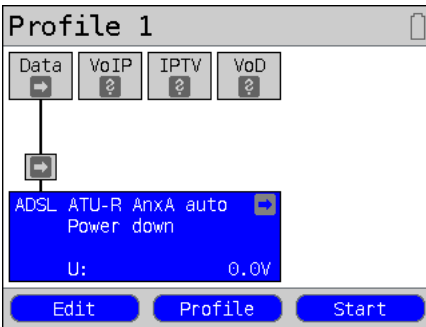 Profile 1
Data VoIP IPTV VoD
? ? ?
ADSL ATU-R AnxA auto
Power down
U: 0.0V
Edit Profile Start